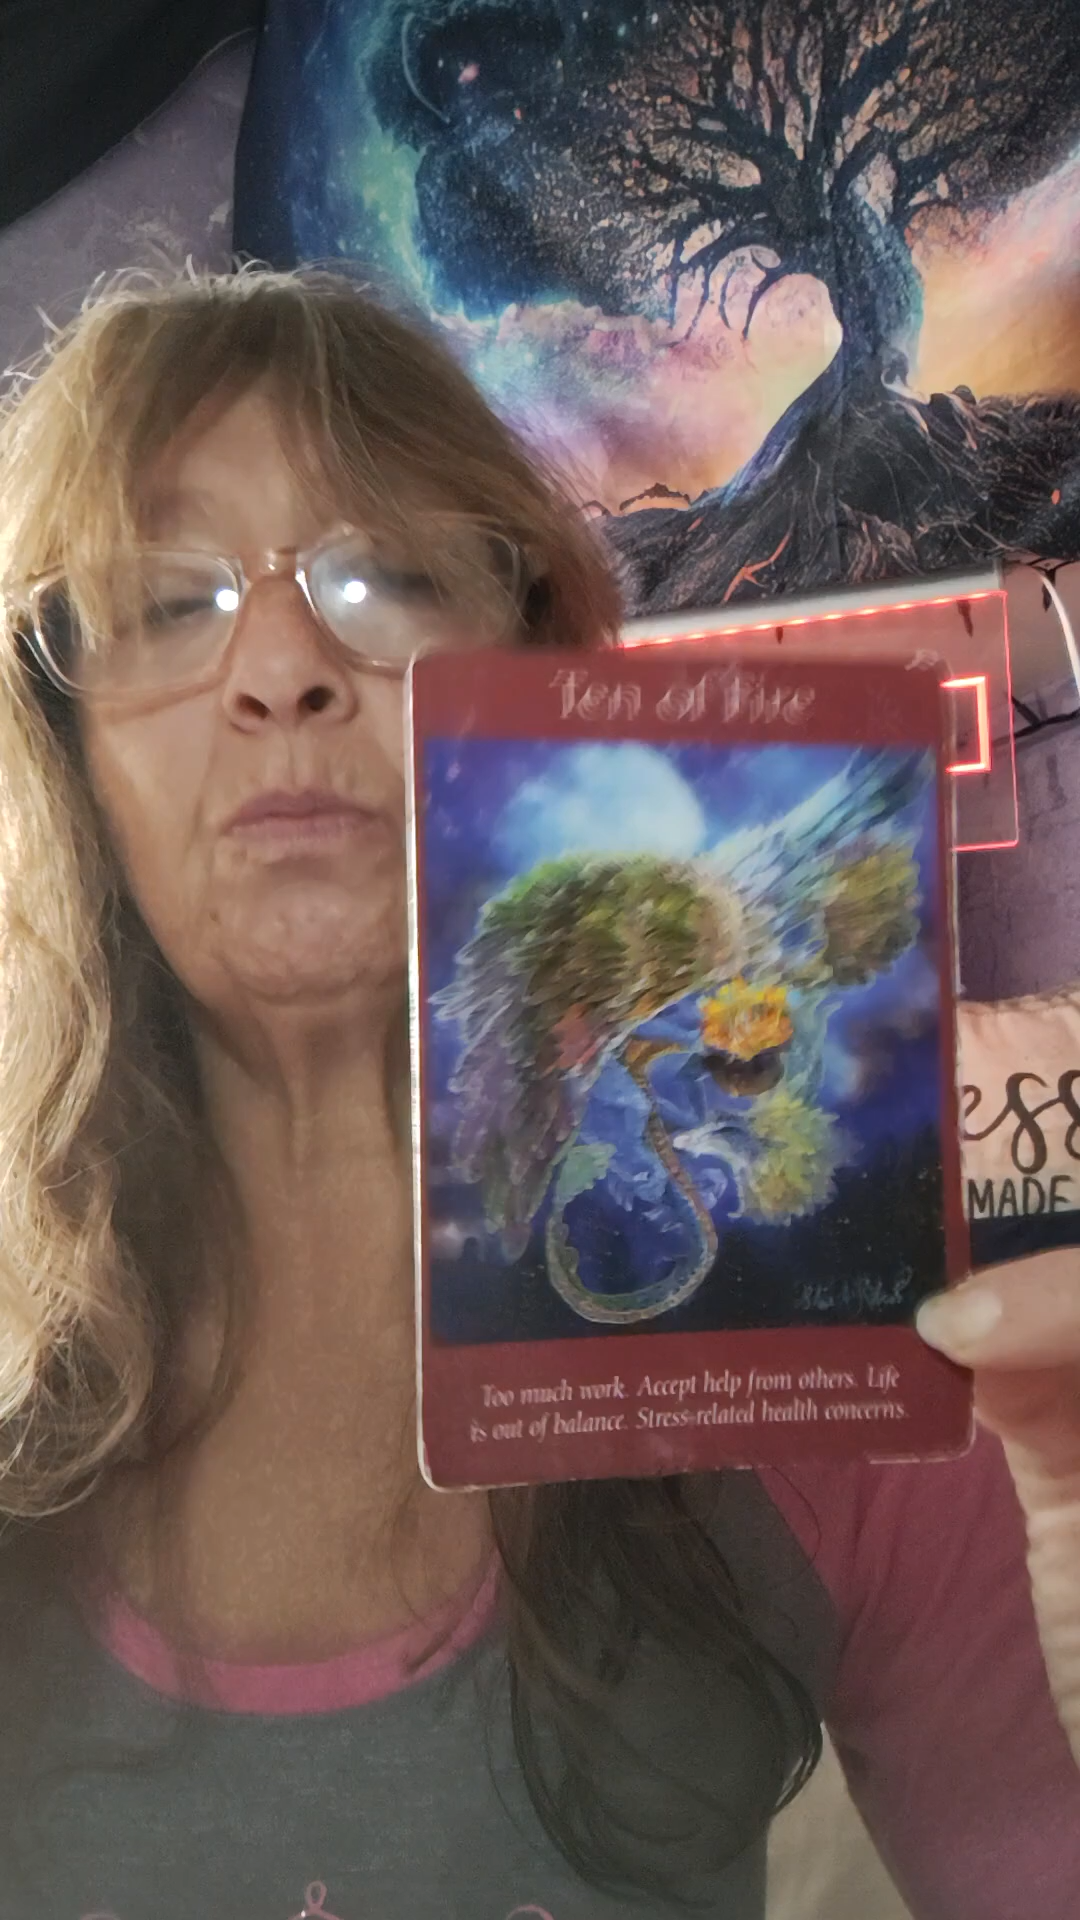 Ten of Fire
ess
MADE
Too much work. Accept help from others. Life
is out of balance. Stress-related health concerns.